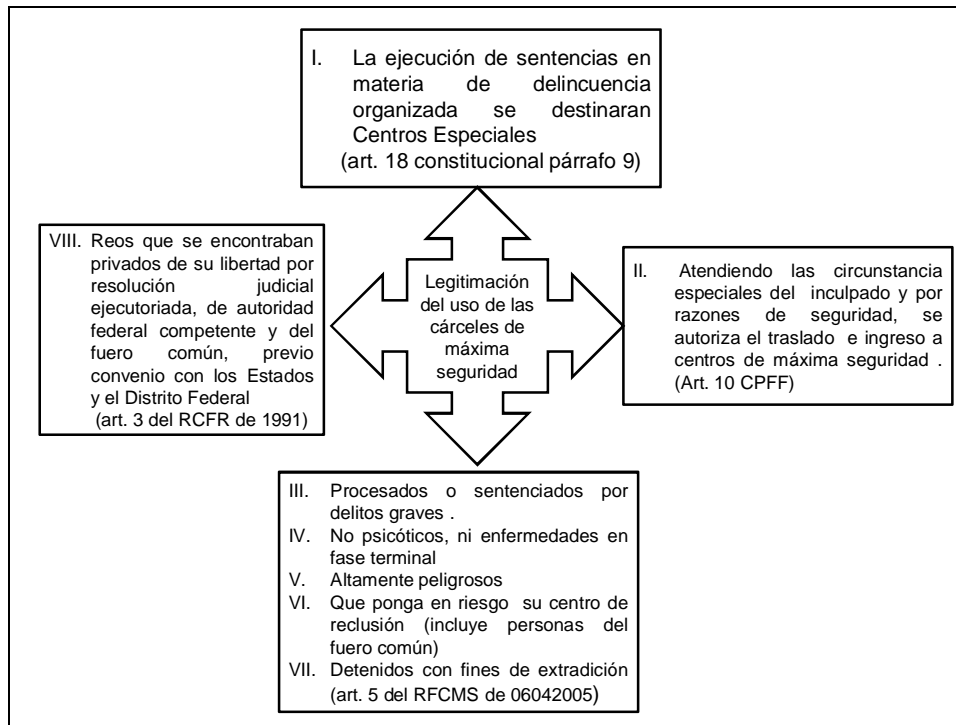 I. La ejecución de sentencias en
materia de delincuencia
organizada se destinaran
Centros Especiales
(art. 18 constitucional párrafo 9)
VIII. Reos que se encontraban
privados de su libertad por
resolución judicial
ejecutoriada, de autoridad
federal competente y del
fuero común, previo
convenio con los Estados
y el Distrito Federal
(art. 3 del RCFR de 1991)
Legitimación
del uso de las
cárceles de
máxima
seguridad
II. Atendiendo las circunstancia
especiales del inculpado y por
razones de seguridad, se
autoriza el traslado e ingreso a
centros de máxima seguridad .
(Art. 10 CPFF)
III. Procesados o sentenciados por
delitos graves .
IV. No psicóticos, ni enfermedades en
fase terminal
V. Altamente peligrosos
VI. Que ponga en riesgo su centro de
reclusión (incluye personas del
fuero común)
VII. Detenidos con fines de extradición
(art. 5 del RFCMS de 06042005)